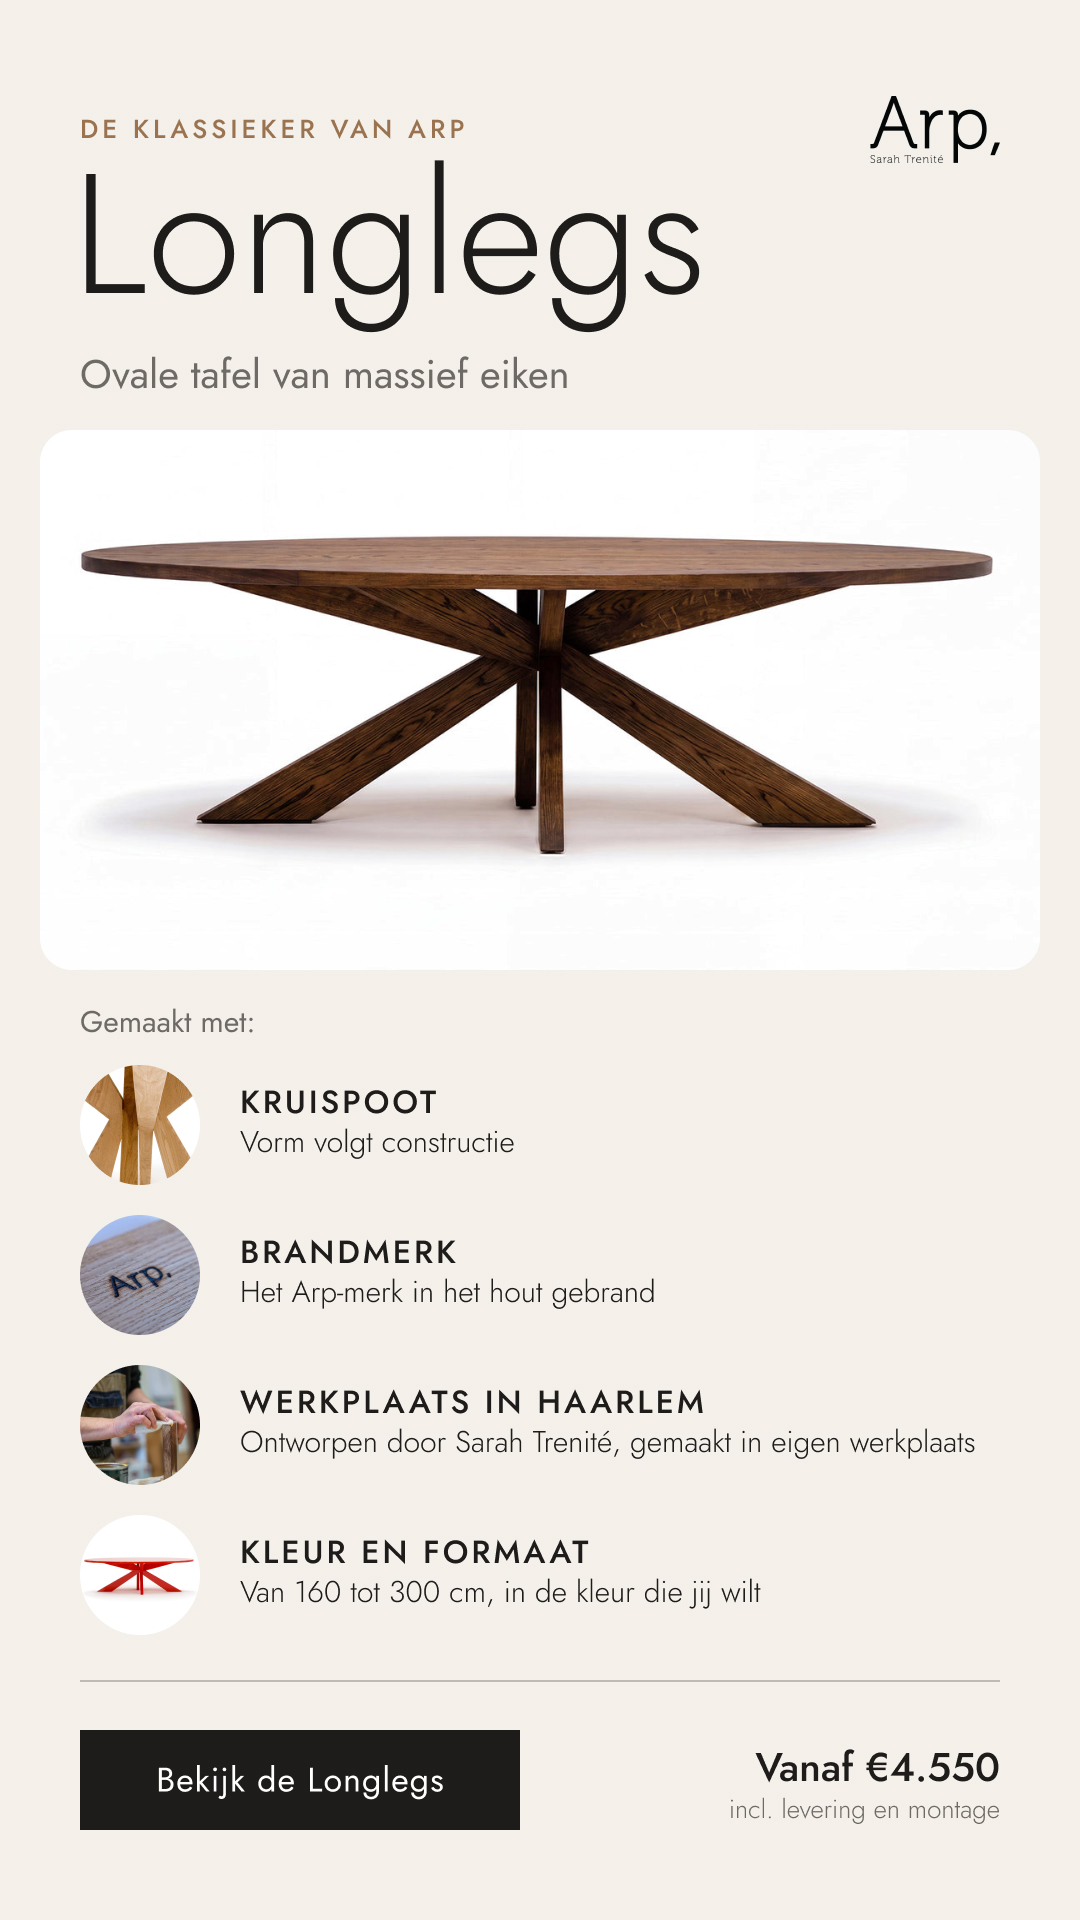 DE KLASSIEKER VAN ARP
Arp,
Sarah Trenité
Longlegs
Ovale tafel van massief eiken
Gemaakt met:
KRUISPOOT
Vorm volgt constructie
Arp.
BRANDMERK
Het Arp-merk in het hout gebrand
WERKPLAATS IN HAARLEM
Ontworpen door Sarah Trenité, gemaakt in eigen werkplaats
KLEUR EN FORMAAT
Van 160 tot 300 cm, in de kleur die jij wilt
Bekijk de Longlegs
Vanaf €4.550
incl. levering en montage